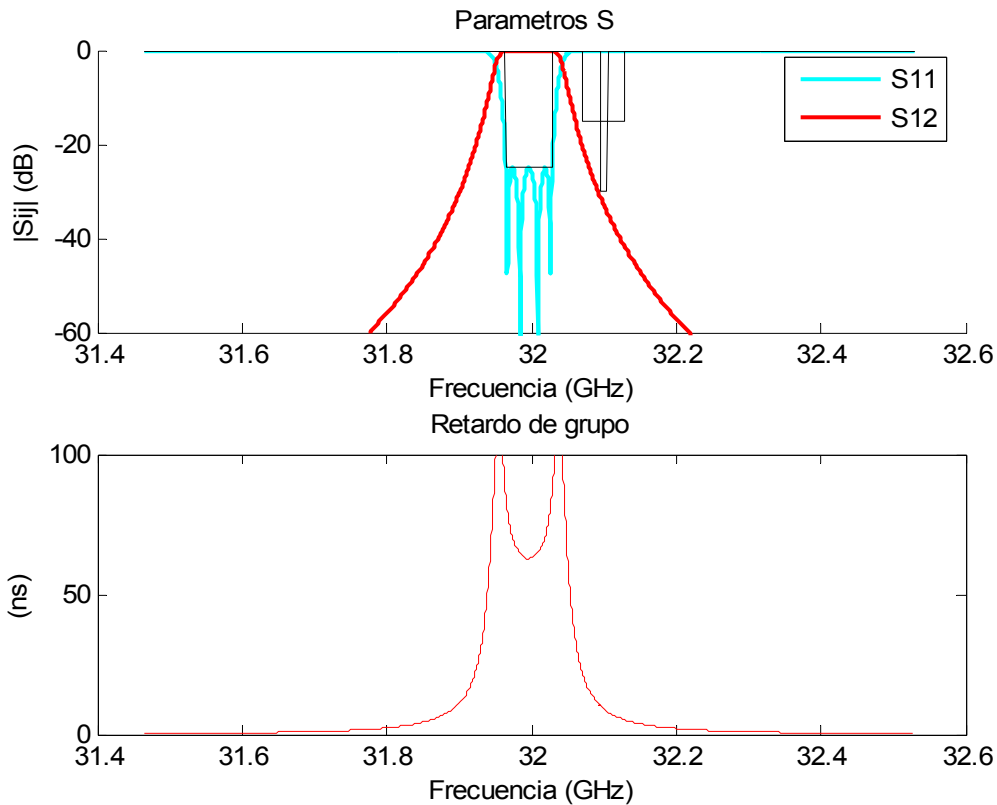 Parametros S
0
-20
-40
-60
|Sij| (dB)
S11
S12
31.4 31.6 31.8 32 32.2 32.4 32.6
Frecuencia (GHz)
Retardo de grupo
100
50
0
(ns)
31.4 31.6 31.8 32 32.2 32.4 32.6
Frecuencia (GHz)